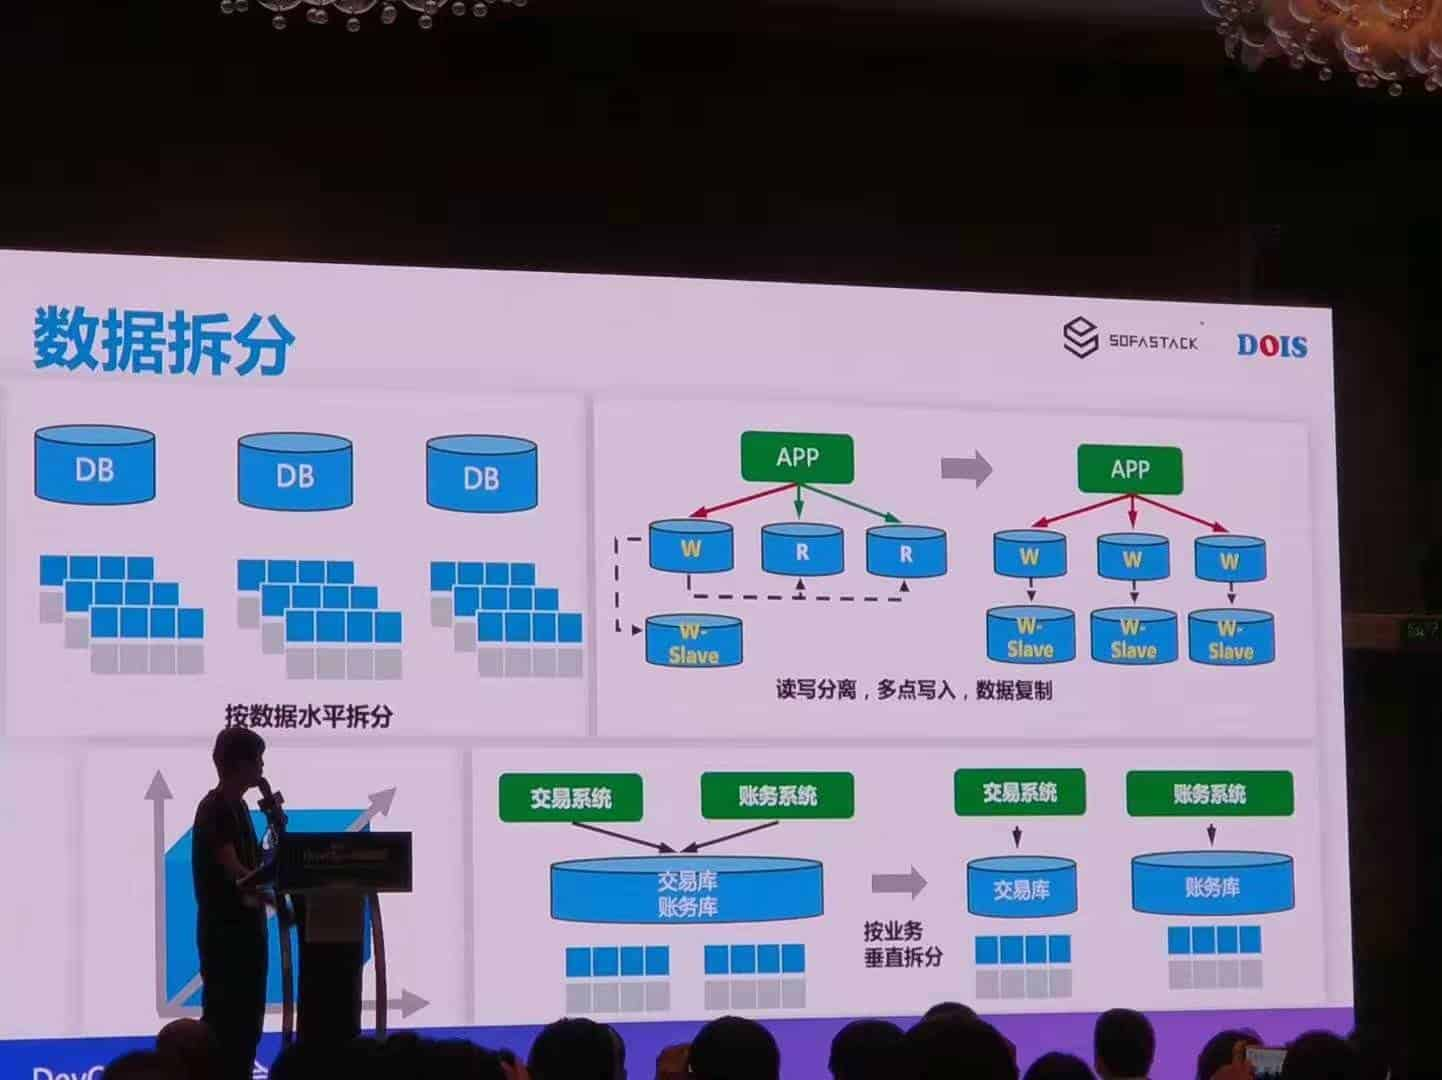 数据拆分
SOFASTACK
DOIS
DB
DB
DB
按数据水平拆分
APP
APP
W
R
R
W
W
W
W-
Slave
W-
Slave
W-
Slave
W-
Slave
读写分离，多点写入，数据复制
交易系统
账务系统
交易系统
账务系统
交易库
账务库
交易库
账务库
按业务
垂直拆分